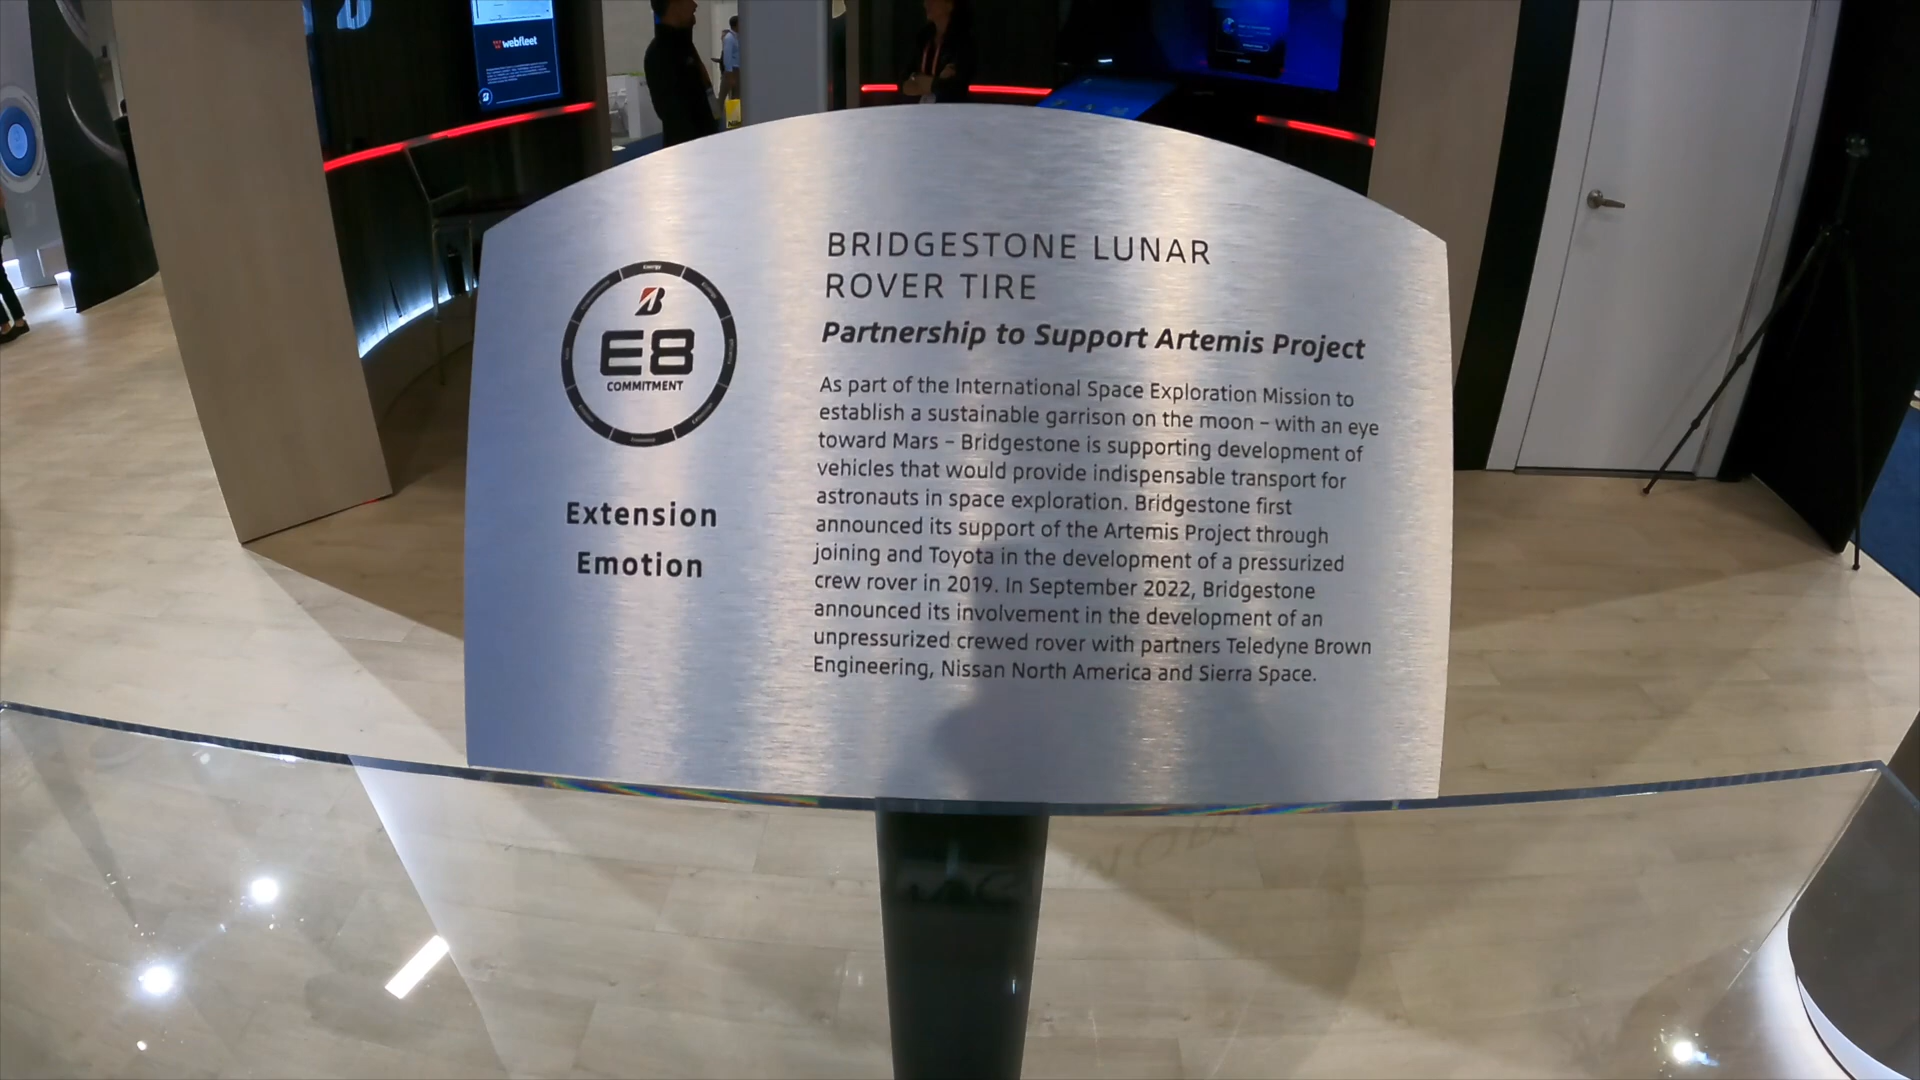 webfleet
BRIDGESTONE LUNAR
ROVER TIRE
Partnership to Support Artemis Project
As part of the International Space Exploration Mission to
establish a sustainable garrison on the moon – with an eye
toward Mars – Bridgestone is supporting development of
vehicles that would provide indispensable transport for
astronauts in space exploration. Bridgestone first
announced its support of the Artemis Project through
joining and Toyota in the development of a pressurized
crew rover in 2019. In September 2022, Bridgestone
announced its involvement in the development of an
unpressurized crewed rover with partners Teledyne Brown
Engineering, Nissan North America and Sierra Space.
Energy
E8
COMMITMENT
Extension
Emotion